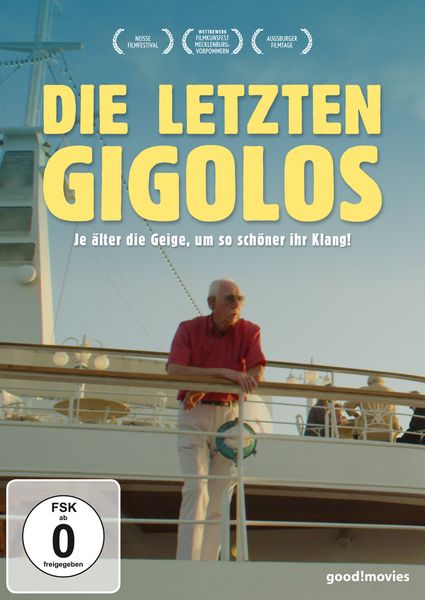 NEISSE
FILMFESTIVAL
WETTBEWERB
FILMKUNSFEST
MECKLENBURG-
VORPOMMERN
AUGSBURGER
FILMTAGE
DIE LETZTEN
GIGOLOS
Je älter die Geige, um so schöner ihr Klang!
FSK
ab
0
freigegeben
good!movies